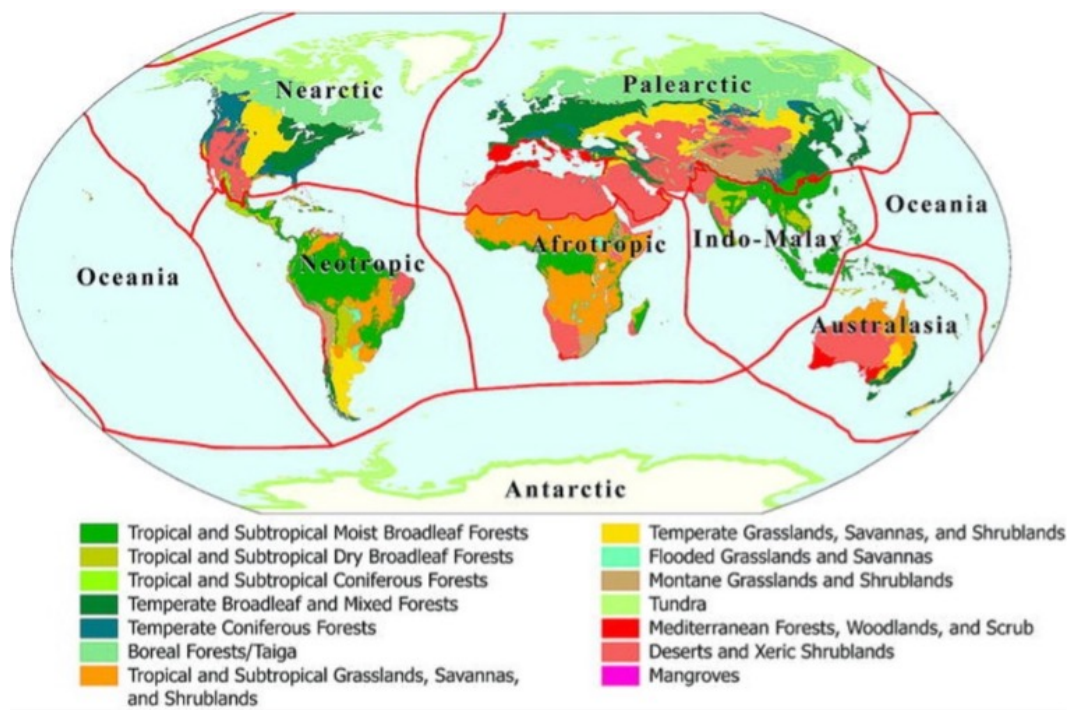 Nearctic
Palearctic
Oceania
Afrotropic
Indo-Malay
Neotropic
Oceania
Australasia
Antarctic
Tropical and Subtropical Moist Broadleaf Forests
Tropical and Subtropical Dry Broadleaf Forests
Tropical and Subtropical Coniferous Forests
Temperate Broadleaf and Mixed Forests
Temperate Coniferous Forests
Boreal Forests/Taiga
Tropical and Subtropical Grasslands, Savannas,
and Shrublands
Temperate Grasslands, Savannas, and Shrublands
Flooded Grasslands and Savannas
Montane Grasslands and Shrublands
Tundra
Mediterranean Forests, Woodlands, and Scrub
Deserts and Xeric Shrublands
Mangroves